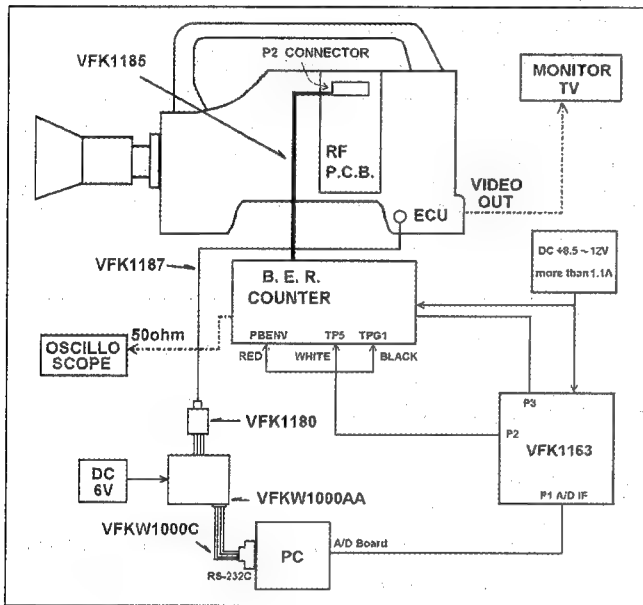 P2 CONNECTOR
VFK1185
MONITOR
TV
RF
P.C.B.
VIDEO
OUT
ECU
VFK1187
B. E. R.
COUNTER
DC +8.5 ~ 12V
more than 1.1A
50ohm
OSCILLO
SCOPE
PBENV TP5 TPG1
RED WHITE BLACK
P3
VFK1180
P2
VFK1163
DC
6V
P1 A/D IF
VFKW1000AA
VFKW1000C
PC
A/D Board
RS-232C